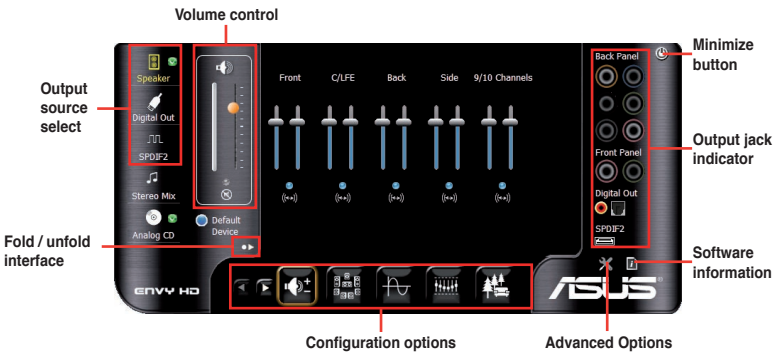 Volume control
Minimize
button
Output
source
select
Speaker
Digital Out
SPDIF2
Stereo Mix
Analog CD
Front
C/LFE
Back
Side
9/10 Channels
Default
Device
Back Panel
Front Panel
Digital Out
SPDIF2
Output jack
indicator
Fold / unfold
interface
Software
information
ENVY HD
ASUS
Configuration options
Advanced Options